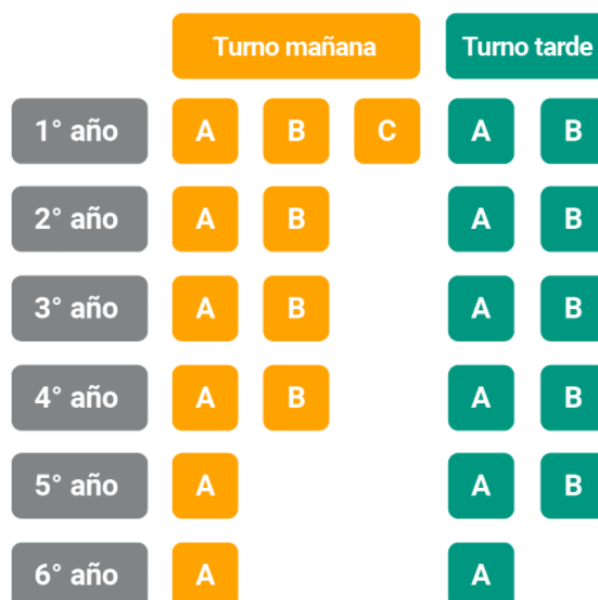 Turno mañana Turno tarde
1° año A B C A B
2° año A B A B
3° año A B A B
4° año A B A B
5° año A A B
6° año A A